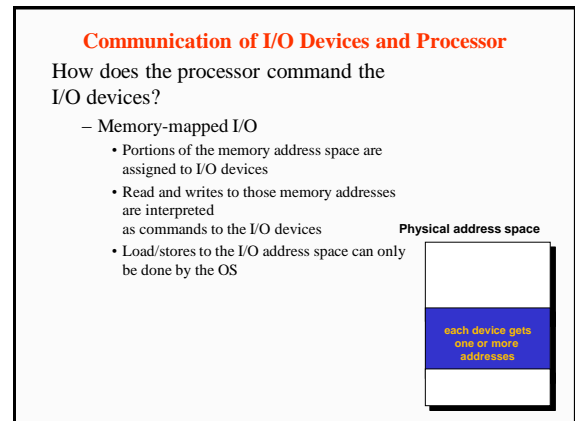 Communication of I/O Devices and Processor
How does the processor command the
I/O devices?
– Memory-mapped I/O
• Portions of the memory address space are
assigned to I/O devices
• Read and writes to those memory addresses
are interpreted
as commands to the I/O devices
• Load/stores to the I/O address space can only
be done by the OS
Physical address space
each device gets
one or more
addresses